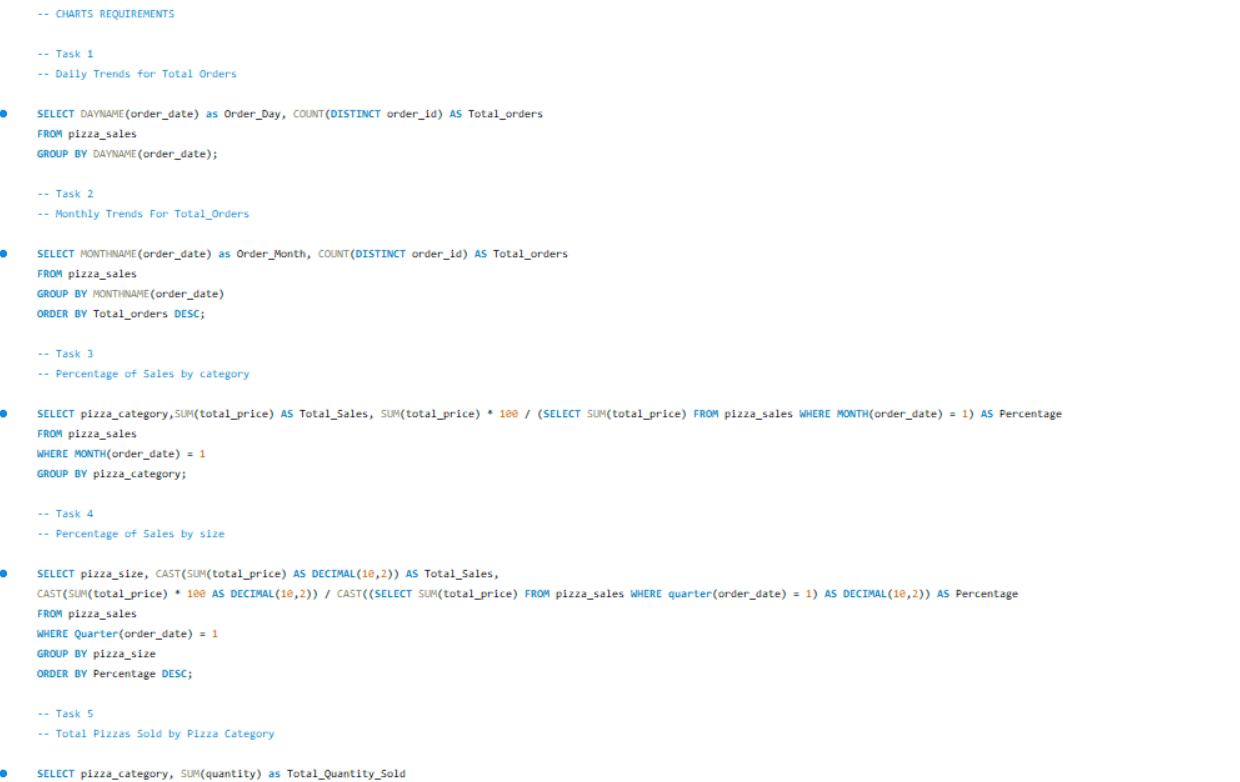 -- CHARTS REQUIREMENTS
-- Task 1
-- Daily Trends for Total Orders
SELECT DAYNAME(order_date) as Order_Day, COUNT(DISTINCT order_id) AS Total_orders
FROM pizza_sales
GROUP BY DAYNAME(order_date);
-- Task 2
-- Monthly Trends For Total_Orders
SELECT MONTHNAME(order_date) as Order_Month, COUNT(DISTINCT order_id) AS Total_orders
FROM pizza_sales
GROUP BY MONTHNAME(order_date)
ORDER BY Total_orders DESC;
-- Task 3
-- Percentage of Sales by category
SELECT pizza_category,SUM(total_price) AS Total_Sales, SUM(total_price) * 100 / (SELECT SUM(total_price) FROM pizza_sales WHERE MONTH(order_date) = 1) AS Percentage
FROM pizza_sales
WHERE MONTH(order_date) = 1
GROUP BY pizza_category;
-- Task 4
-- Percentage of Sales by size
SELECT pizza_size, CAST(SUM(total_price) AS DECIMAL(10,2)) AS Total_Sales,
CAST(SUM(total_price) * 100 AS DECIMAL(10,2)) / CAST((SELECT SUM(total_price) FROM pizza_sales WHERE quarter(order_date) = 1) AS DECIMAL(10,2)) AS Percentage
FROM pizza_sales
WHERE Quarter(order_date) = 1
GROUP BY pizza_size
ORDER BY Percentage DESC;
-- Task 5
-- Total Pizzas Sold by Pizza Category
SELECT pizza_category, SUM(quantity) as Total_Quantity_Sold